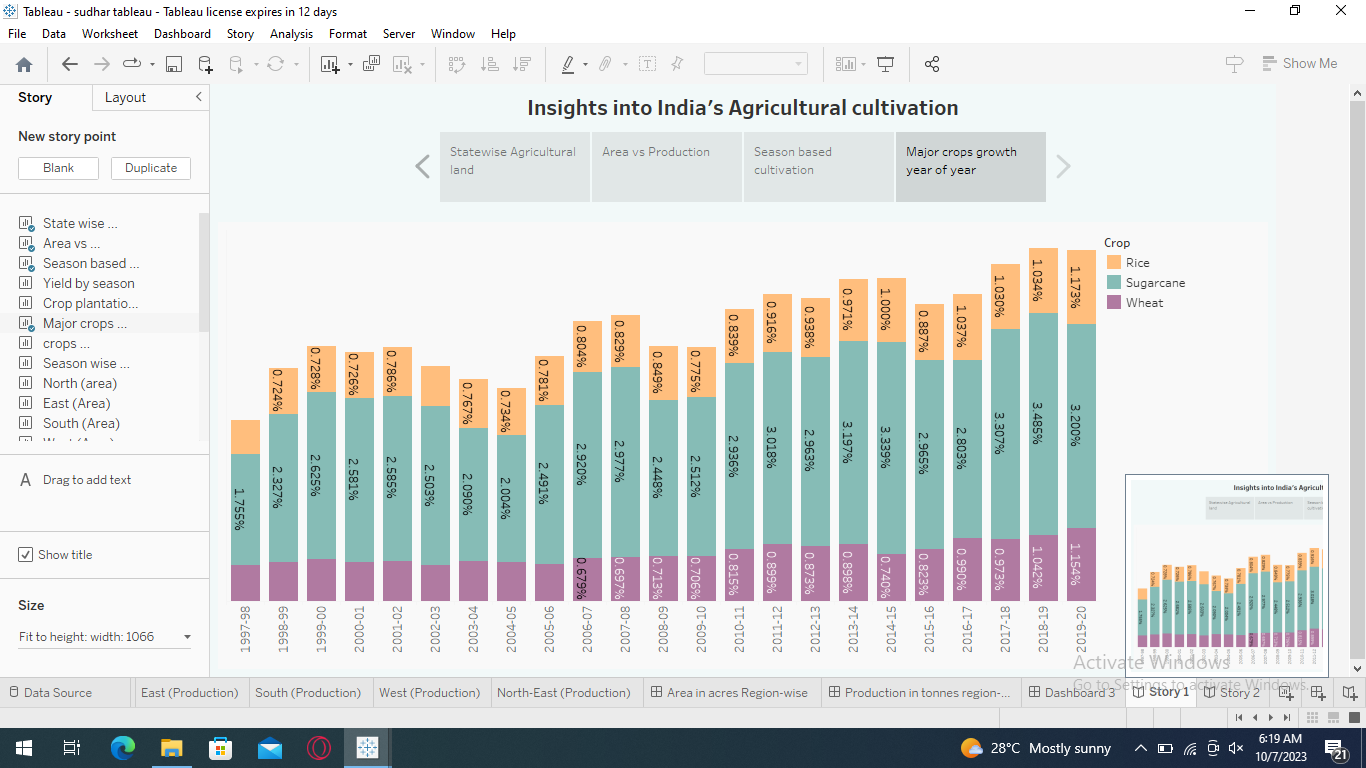 Tableau - sudhar tableau - Tableau license expires in 12 days
File Data Worksheet Dashboard Story Analysis Format Server Window Help
Show Me
Story Layout
New story point
Blank Duplicate
State wise ...
Area vs ...
Season based ...
Yield by season
Crop plantatio...
Major crops ...
crops ...
Season wise ...
North (area)
East (Area)
South (Area)
A Drag to add text
Show title
Size
Fit to height: width: 1066
Insights into India's Agricultural cultivation
Statewise Agricultural
land
Area vs Production
Season based
cultivation
Major crops growth
year of year
Crop
Rice
Sugarcane
Wheat
0.724% 0.728% 0.726% 0.786% 0.767% 0.734% 0.781% 0.804% 0.829% 0.849% 0.775% 0.839% 0.916% 0.938% 0.971% 1.000% 0.887% 1.037% 1.030% 1.034% 1.173%
1.755% 2.327% 2.625% 2.581% 2.585% 2.503% 2.090% 2.004% 2.491% 2.920% 2.977% 2.448% 2.512% 2.936% 3.018% 2.963% 3.197% 3.339% 2.965% 2.803% 3.307% 3.485% 3.200%
0.679% 0.697% 0.713% 0.706% 0.815% 0.899% 0.873% 0.898% 0.740% 0.823% 0.990% 0.973% 1.042% 1.154%
1997-98 1998-99 1999-00 2000-01 2001-02 2002-03 2003-04 2004-05 2005-06 2006-07 2007-08 2008-09 2009-10 2010-11 2011-12 2012-13 2013-14 2014-15 2015-16 2016-17 2017-18 2018-19 2019-20
Insights into India's Agricult
Activate Windows
Go to Settings to activate Windows.
Data Source East (Production) South (Production) West (Production) North-East (Production) Area in acres Region-wise Production in tonnes region-... Dashboard 3 Story 1 Story 2
28°C Mostly sunny
6:19 AM
10/7/2023
21